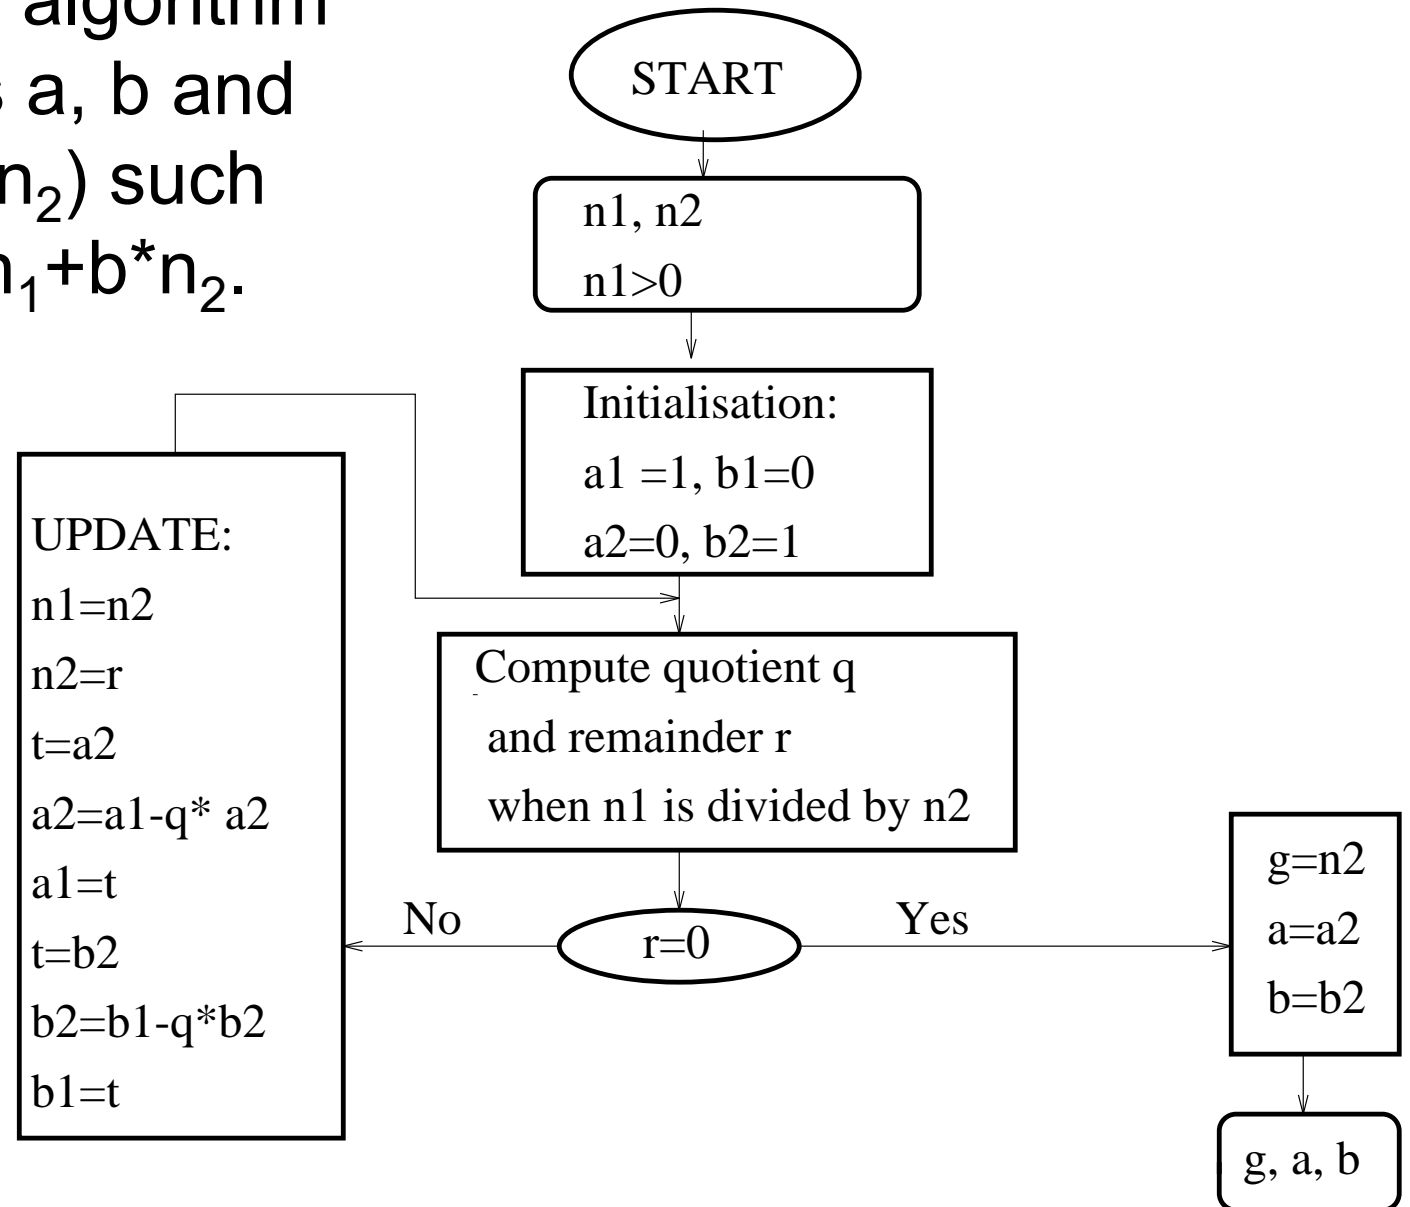 algorithm
s a, b and
n₂) such
n₁+b*n₂.
START
n1, n2
n1>0
Initialisation:
a1 =1, b1=0
a2=0, b2=1
UPDATE:
n1=n2
n2=r
t=a2
a2=a1-q* a2
a1=t
t=b2
b2=b1-q*b2
b1=t
Compute quotient q
and remainder r
when n1 is divided by n2
No
r=0
Yes
g=n2
a=a2
b=b2
g, a, b